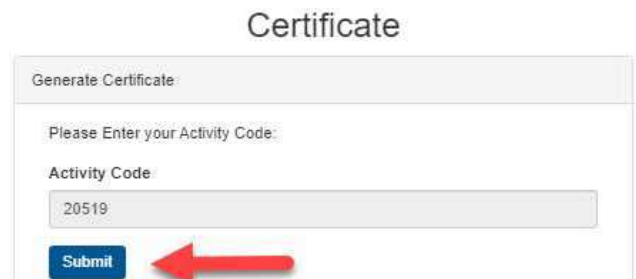 Certificate
Generate Certificate
Please Enter your Activity Code:
Activity Code
20519
Submit